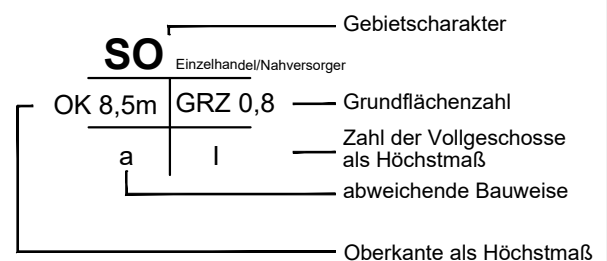 Gebietscharakter
SO Einzelhandel/Nahversorger
OK 8,5m GRZ 0,8
Grundflächenzahl
Zahl der Vollgeschosse
als Höchstmaß
a I
abweichende Bauweise
Oberkante als Höchstmaß